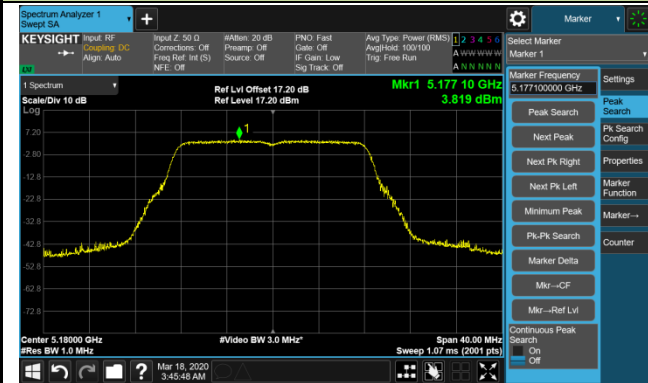 Spectrum Analyzer 1
Swept SA
Marker
KEYSIGHT
Input: RF
Coupling: DC
Align: Auto
Input Z: 50 Ω
Corrections: Off
Freq Ref: Int (S)
NFE: Off
#Atten: 20 dB
Preamp: Off
Source: Off
PNO: Fast
Gate: Off
IF Gain: Low
Sig Track: Off
Avg Type: Power (RMS)
Avg|Hold: 100/100
Trig: Free Run
1 2 3 4 5 6
A W W W W W
A N N N N N
Select Marker
Marker 1
1 Spectrum
Scale/Div 10 dB
Log
Ref Lvl Offset 17.20 dB
Ref Level 17.20 dBm
Mkr1 5.177 10 GHz
3.819 dBm
1
7.20
-2.80
-12.8
-22.8
-32.8
-42.8
-52.8
-62.8
-72.8
Center 5.18000 GHz
#Res BW 1.0 MHz
#Video BW 3.0 MHz*
Span 40.00 MHz
Sweep 1.07 ms (2001 pts)
Marker Frequency
5.177100000 GHz
Peak Search
Next Peak
Next Pk Right
Next Pk Left
Minimum Peak
Pk-Pk Search
Marker Delta
Mkr→CF
Mkr→Ref Lvl
Continuous Peak
Search
On
Off
Settings
Peak
Search
Pk Search
Config
Properties
Marker
Function
Marker→
Counter
?
Mar 18, 2020
3:45:48 AM